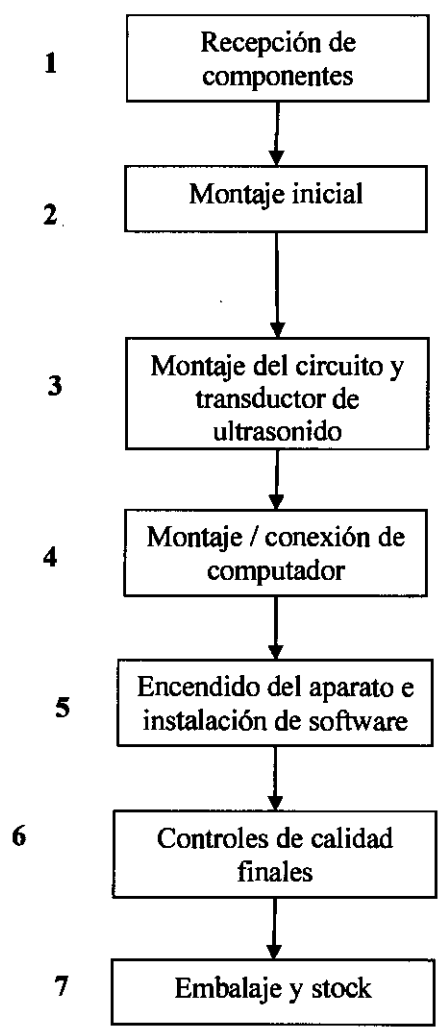 1
Recepción de
componentes
2
Montaje inicial
3
Montaje del circuito y
transductor de
ultrasonido
4
Montaje / conexión de
computador
5
Encendido del aparato e
instalación de software
6
Controles de calidad
finales
7
Embalaje y stock